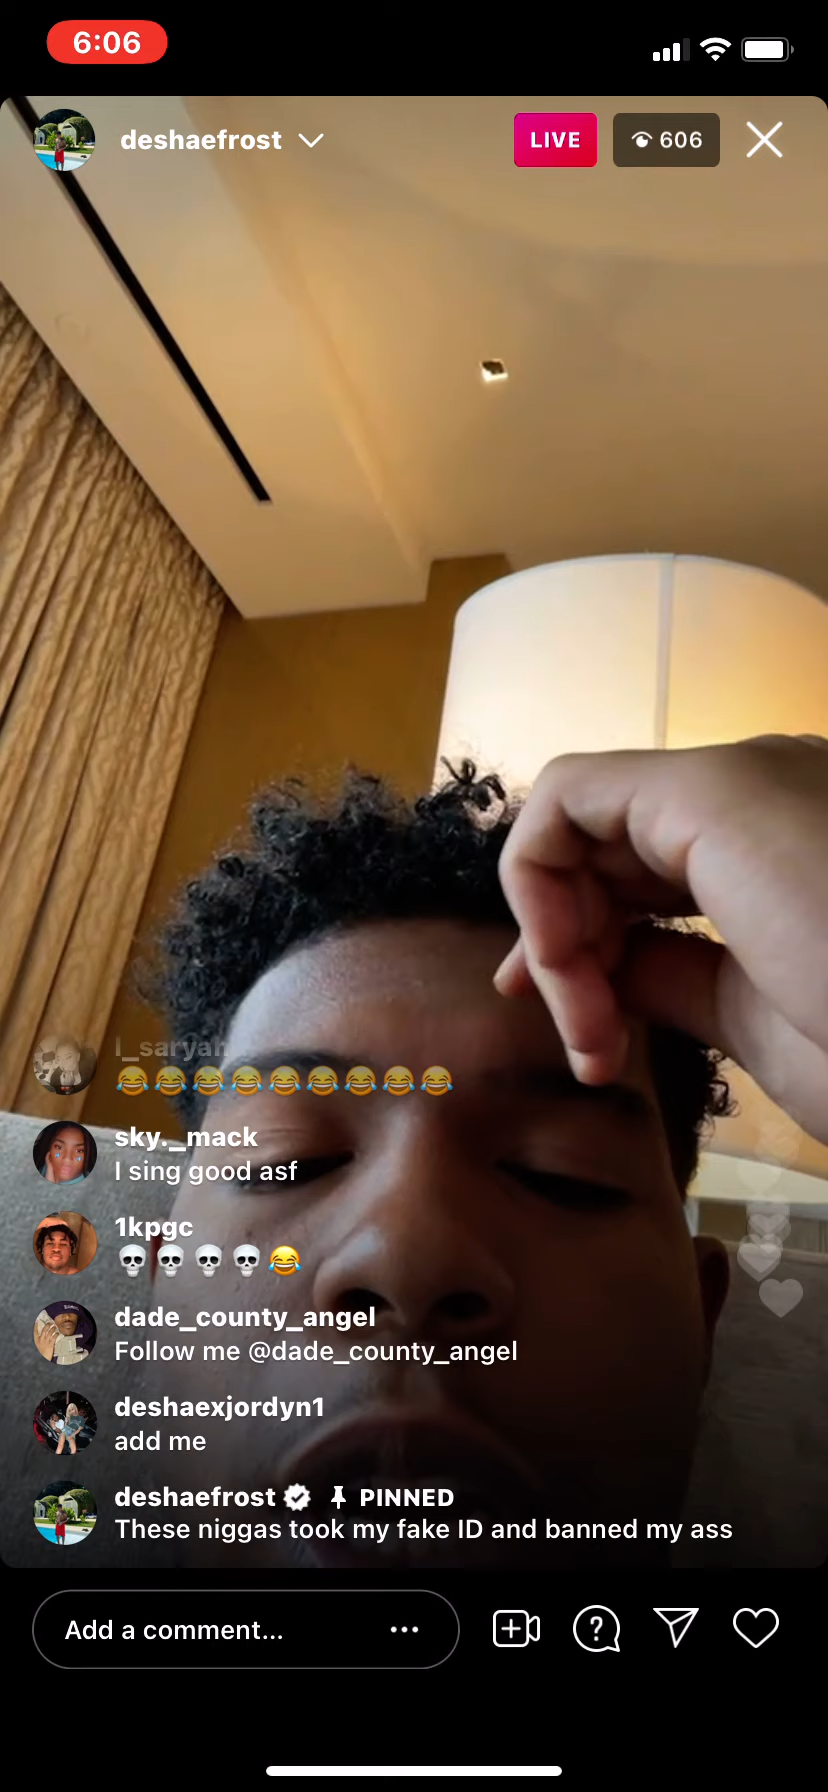 6:06
deshaefrost
LIVE
606
l_saryah
😂😂😂😂😂😂😂😂😂
sky._mack
I sing good asf
1kpgc
💀💀💀💀😂
dade_county_angel
Follow me @dade_county_angel
deshaexjordyn1
add me
deshaefrost PINNED
These niggas took my fake ID and banned my ass
Add a comment...